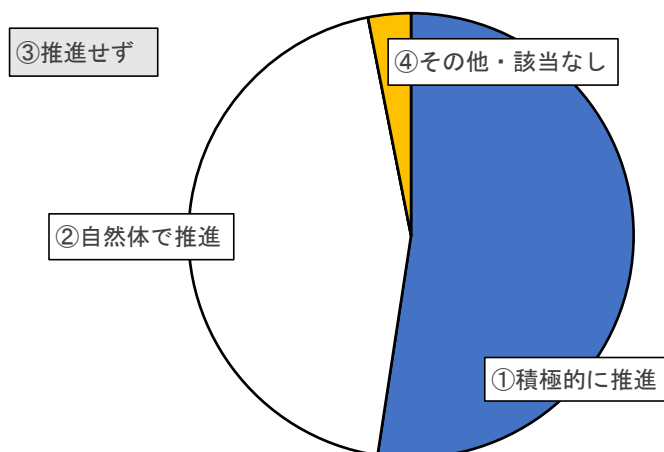 ③推進せず
④その他・該当なし
②自然体で推進
①積極的に推進